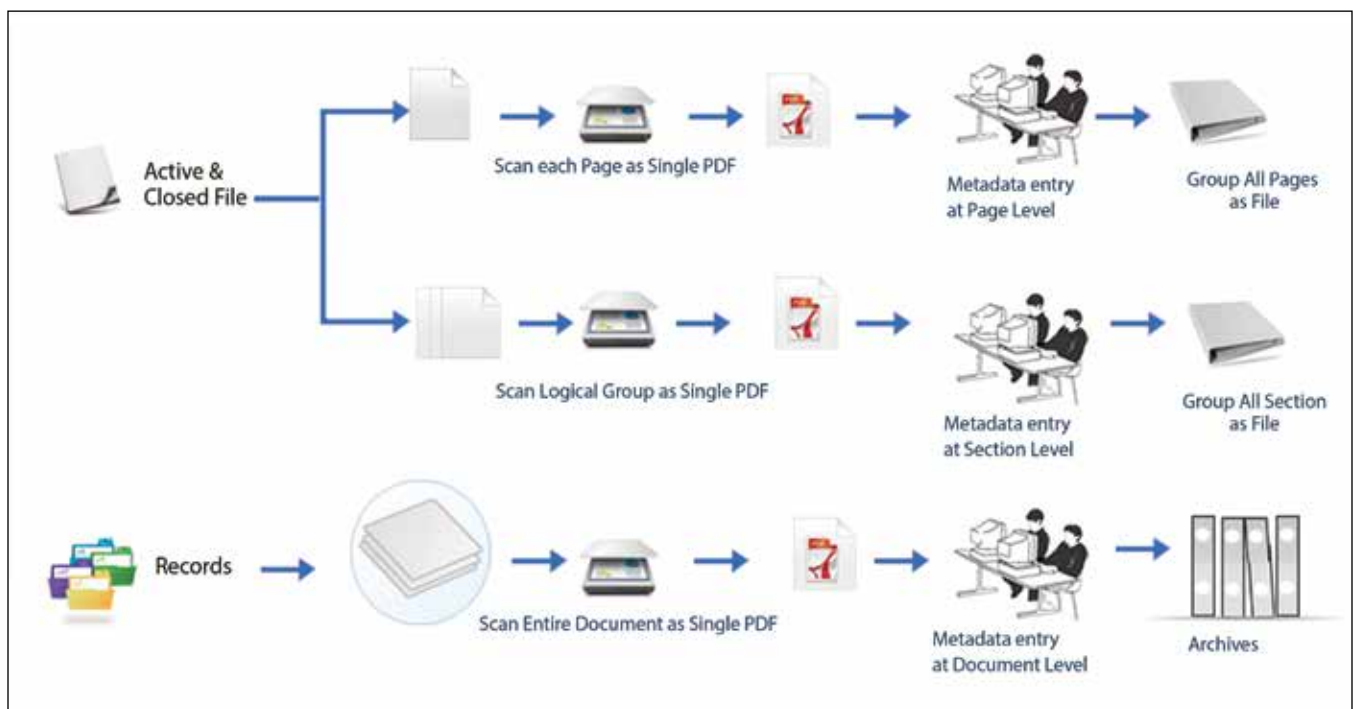 Active &
Closed File
Scan each Page as Single PDF
Metadata entry
at Page Level
Group All Pages
as File
Scan Logical Group as Single PDF
Metadata entry
at Section Level
Group All Section
as File
Records
Scan Entire Document as Single PDF
Metadata entry
at Document Level
Archives